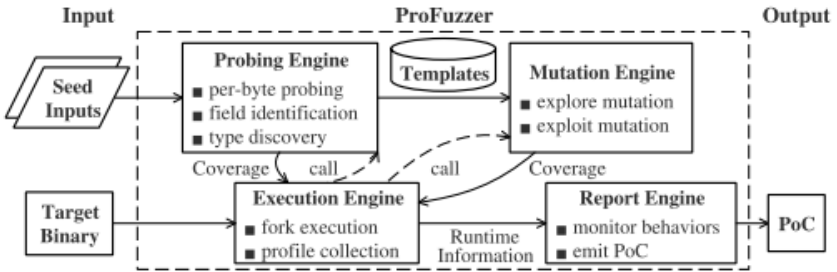 Input
ProFuzzer
Output
Seed
Inputs
Probing Engine
■ per-byte probing
■ field identification
■ type discovery
Templates
Mutation Engine
■ explore mutation
■ exploit mutation
Coverage
call
call
Coverage
Target
Binary
Execution Engine
■ fork execution
■ profile collection
Runtime
Information
Report Engine
■ monitor behaviors
■ emit PoC
PoC